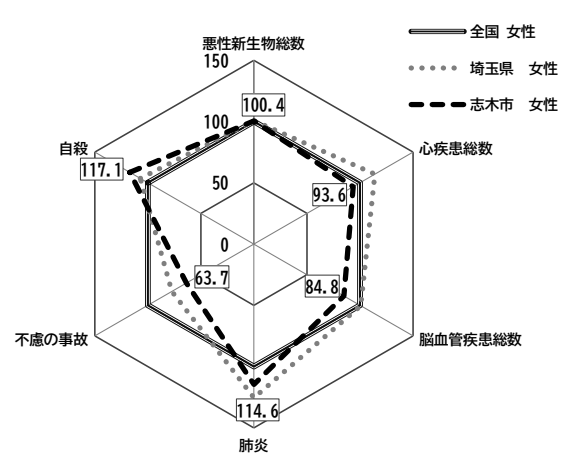 全国 女性
埼玉県 女性
志木市 女性
悪性新生物総数
150
100.4
100
自殺
心疾患総数
117.1
50
93.6
0
63.7
84.8
不慮の事故
脳血管疾患総数
114.6
肺炎